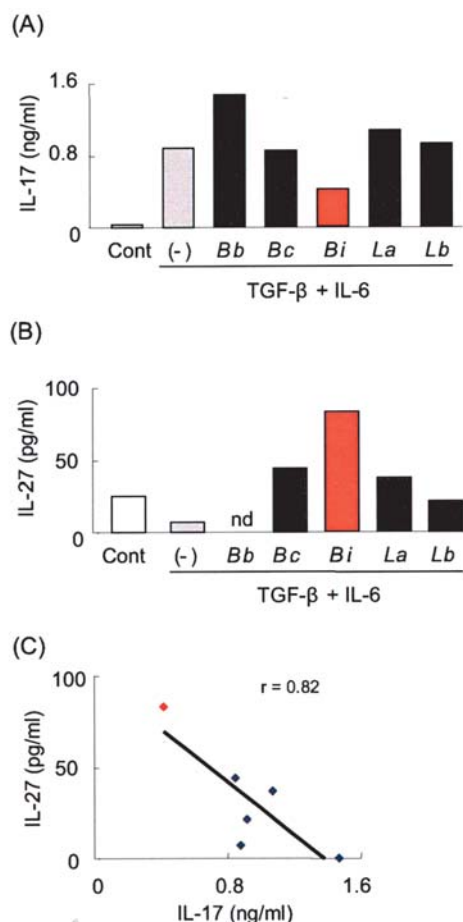 (A)
1.6
0.8
0
IL-17 (ng/ml)
Cont (-) Bb Bc Bi La Lb
TGF-β + IL-6
(B)
100
50
0
IL-27 (pg/ml)
nd
Cont (-) Bb Bc Bi La Lb
TGF-β + IL-6
(C)
100
50
0
IL-27 (pg/ml)
r = 0.82
0 0.8 1.6
IL-17 (ng/ml)